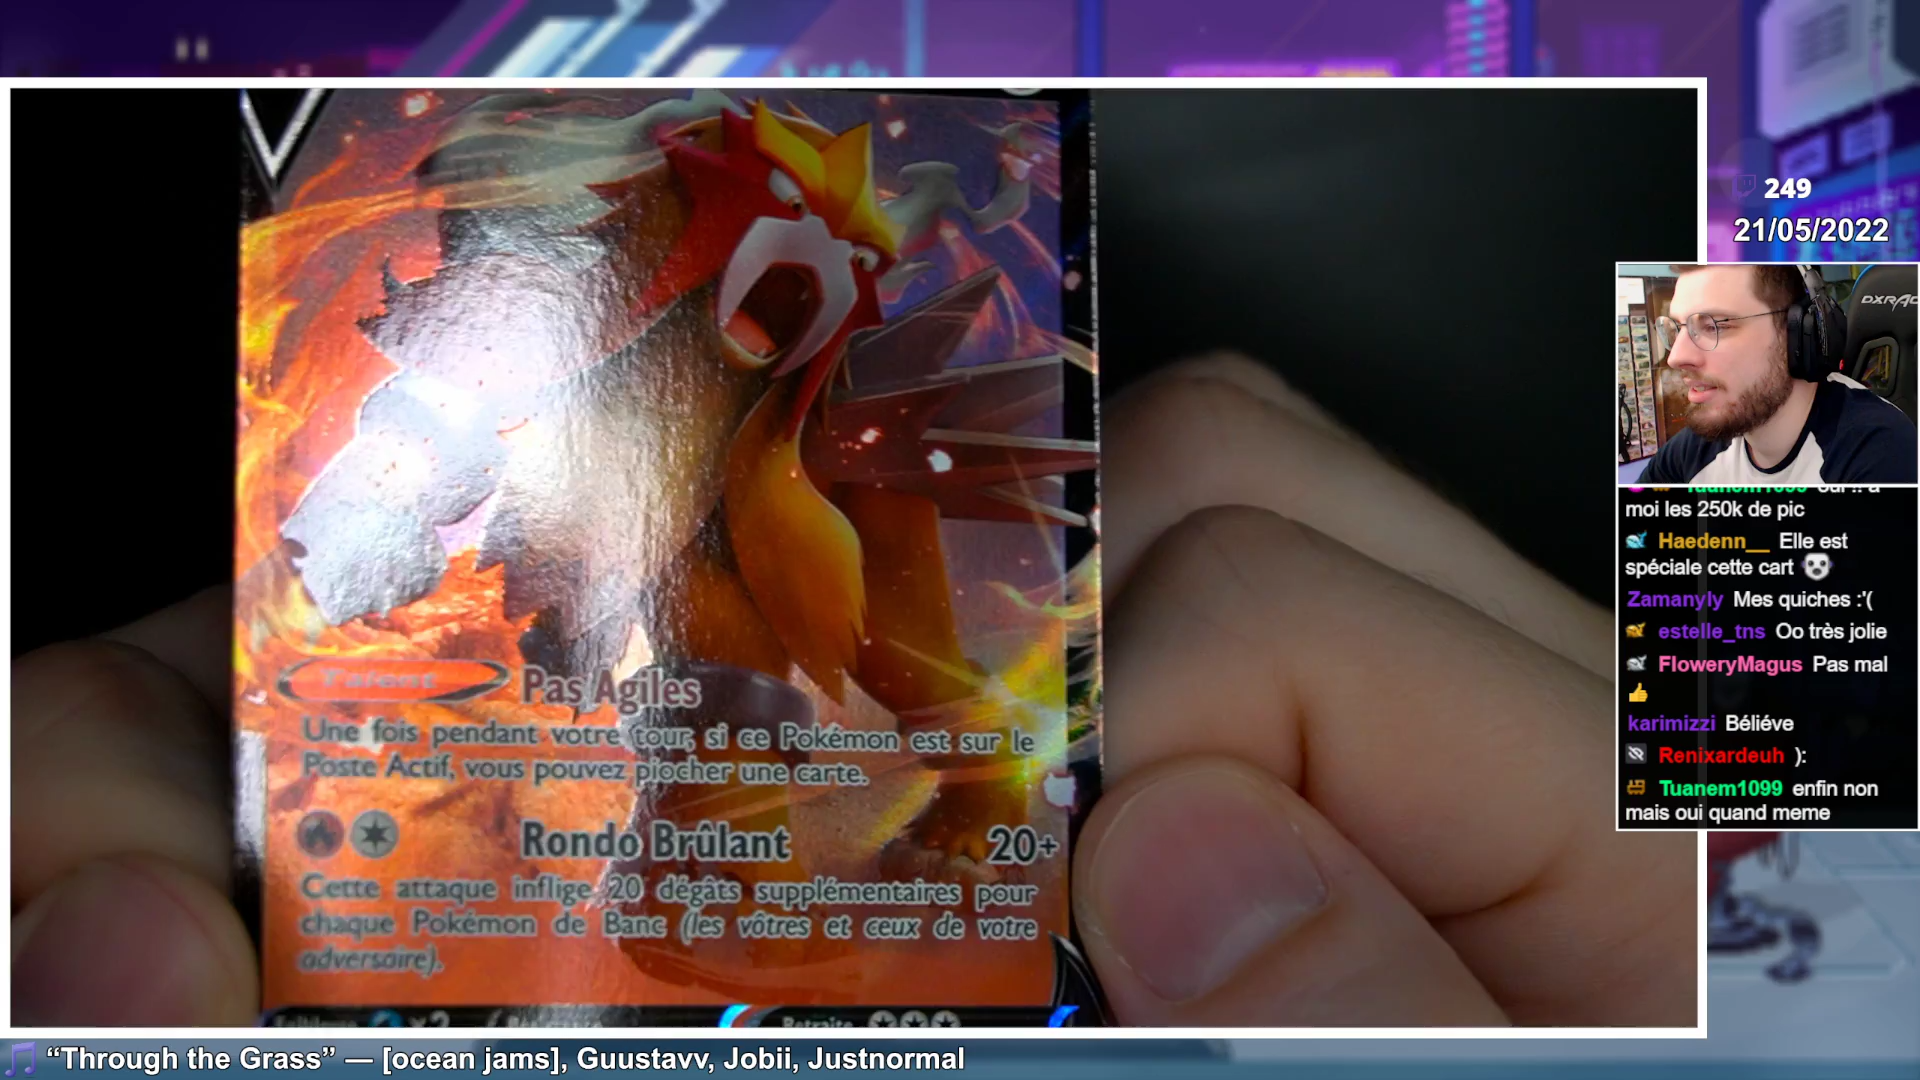 249
21/05/2022
DXRAC
Tuanem1099 oui !! a
moi les 250k de pic
Haedenn__ Elle est
spéciale cette cart
Zamanyly Mes quiches :'(
estelle_tns Oo très jolie
FloweryMagus Pas mal
karimizzi Béliéve
Renixardeuh ):
Tuanem1099 enfin non
mais oui quand meme
Talent Pas Agiles
Une fois pendant votre tour, si ce Pokémon est sur le
Poste Actif, vous pouvez piocher une carte.
Rondo Brûlant 20+
Cette attaque inflige 20 dégâts supplémentaires pour
chaque Pokémon de Banc (les vôtres et ceux de votre
adversaire).
Retraite
“Through the Grass” — [ocean jams], Guustavv, Jobii, Justnormal